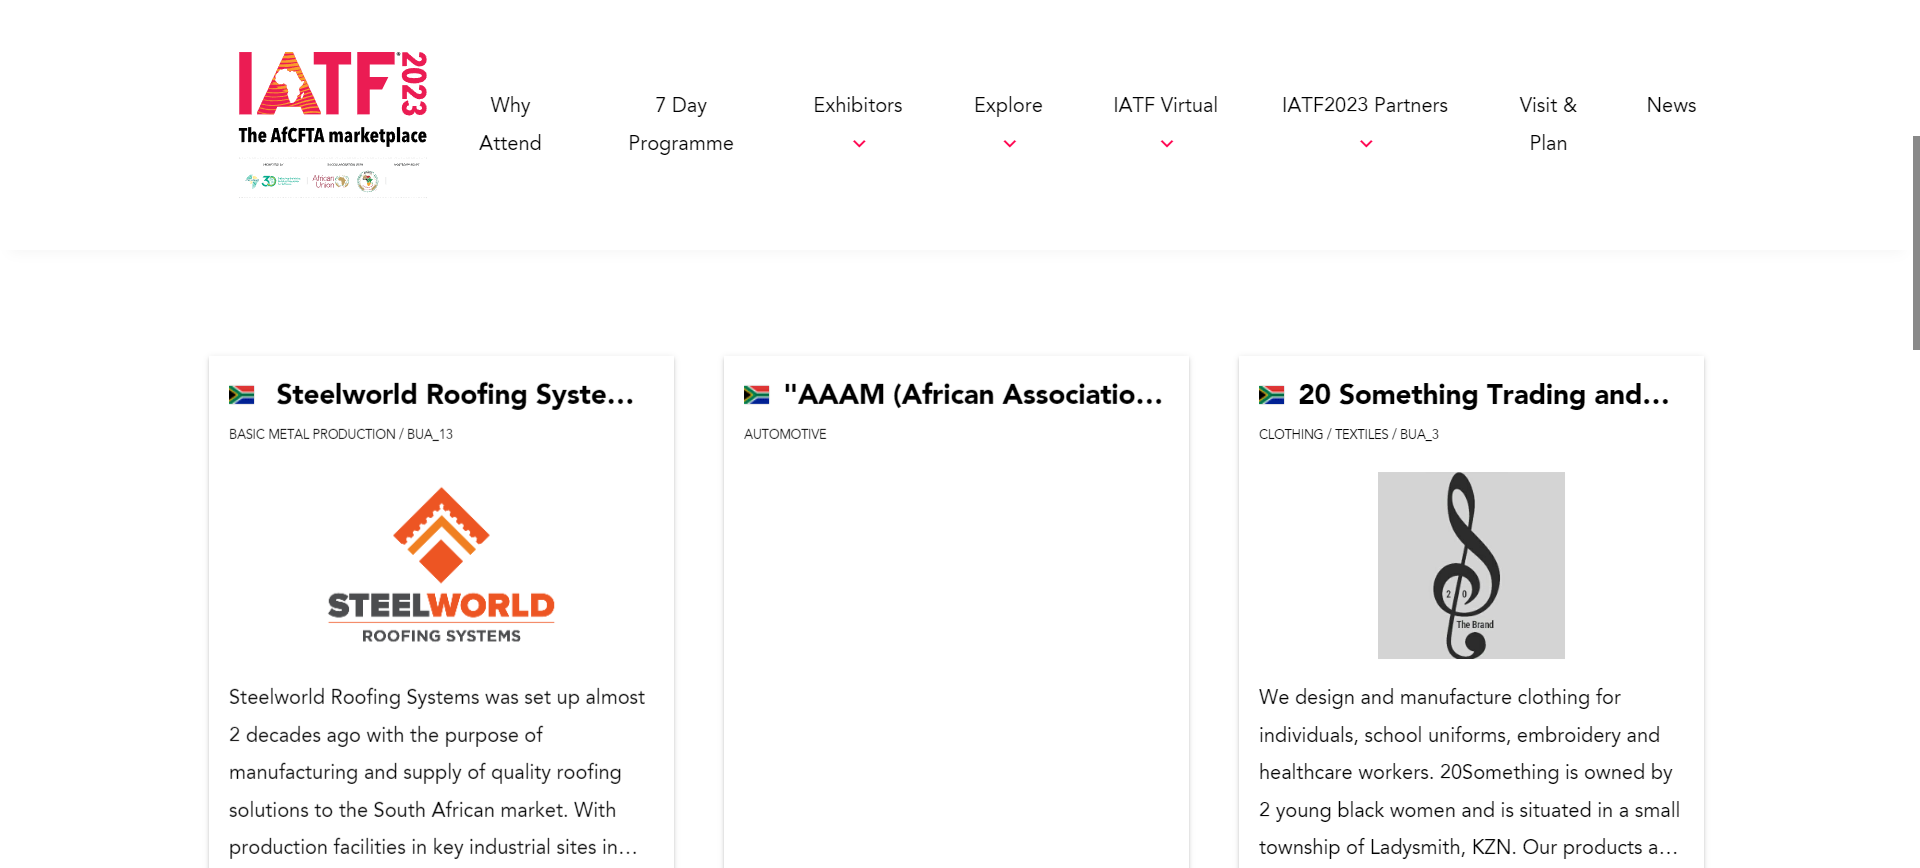 IATF 2023
The AfCFTA marketplace
African
Union
Why
Attend
7 Day
Programme
Exhibitors
Explore
IATF Virtual
IATF2023 Partners
Visit &
Plan
News
Steelworld Roofing Syste...
BASIC METAL PRODUCTION / BUA_13
STEELWORLD
ROOFING SYSTEMS
Steelworld Roofing Systems was set up almost
2 decades ago with the purpose of
manufacturing and supply of quality roofing
solutions to the South African market. With
production facilities in key industrial sites in...
"AAAM (African Associatio...
AUTOMOTIVE
20 Something Trading and...
CLOTHING / TEXTILES / BUA_3
2 0
The Brand
We design and manufacture clothing for
individuals, school uniforms, embroidery and
healthcare workers. 20Something is owned by
2 young black women and is situated in a small
township of Ladysmith, KZN. Our products a...